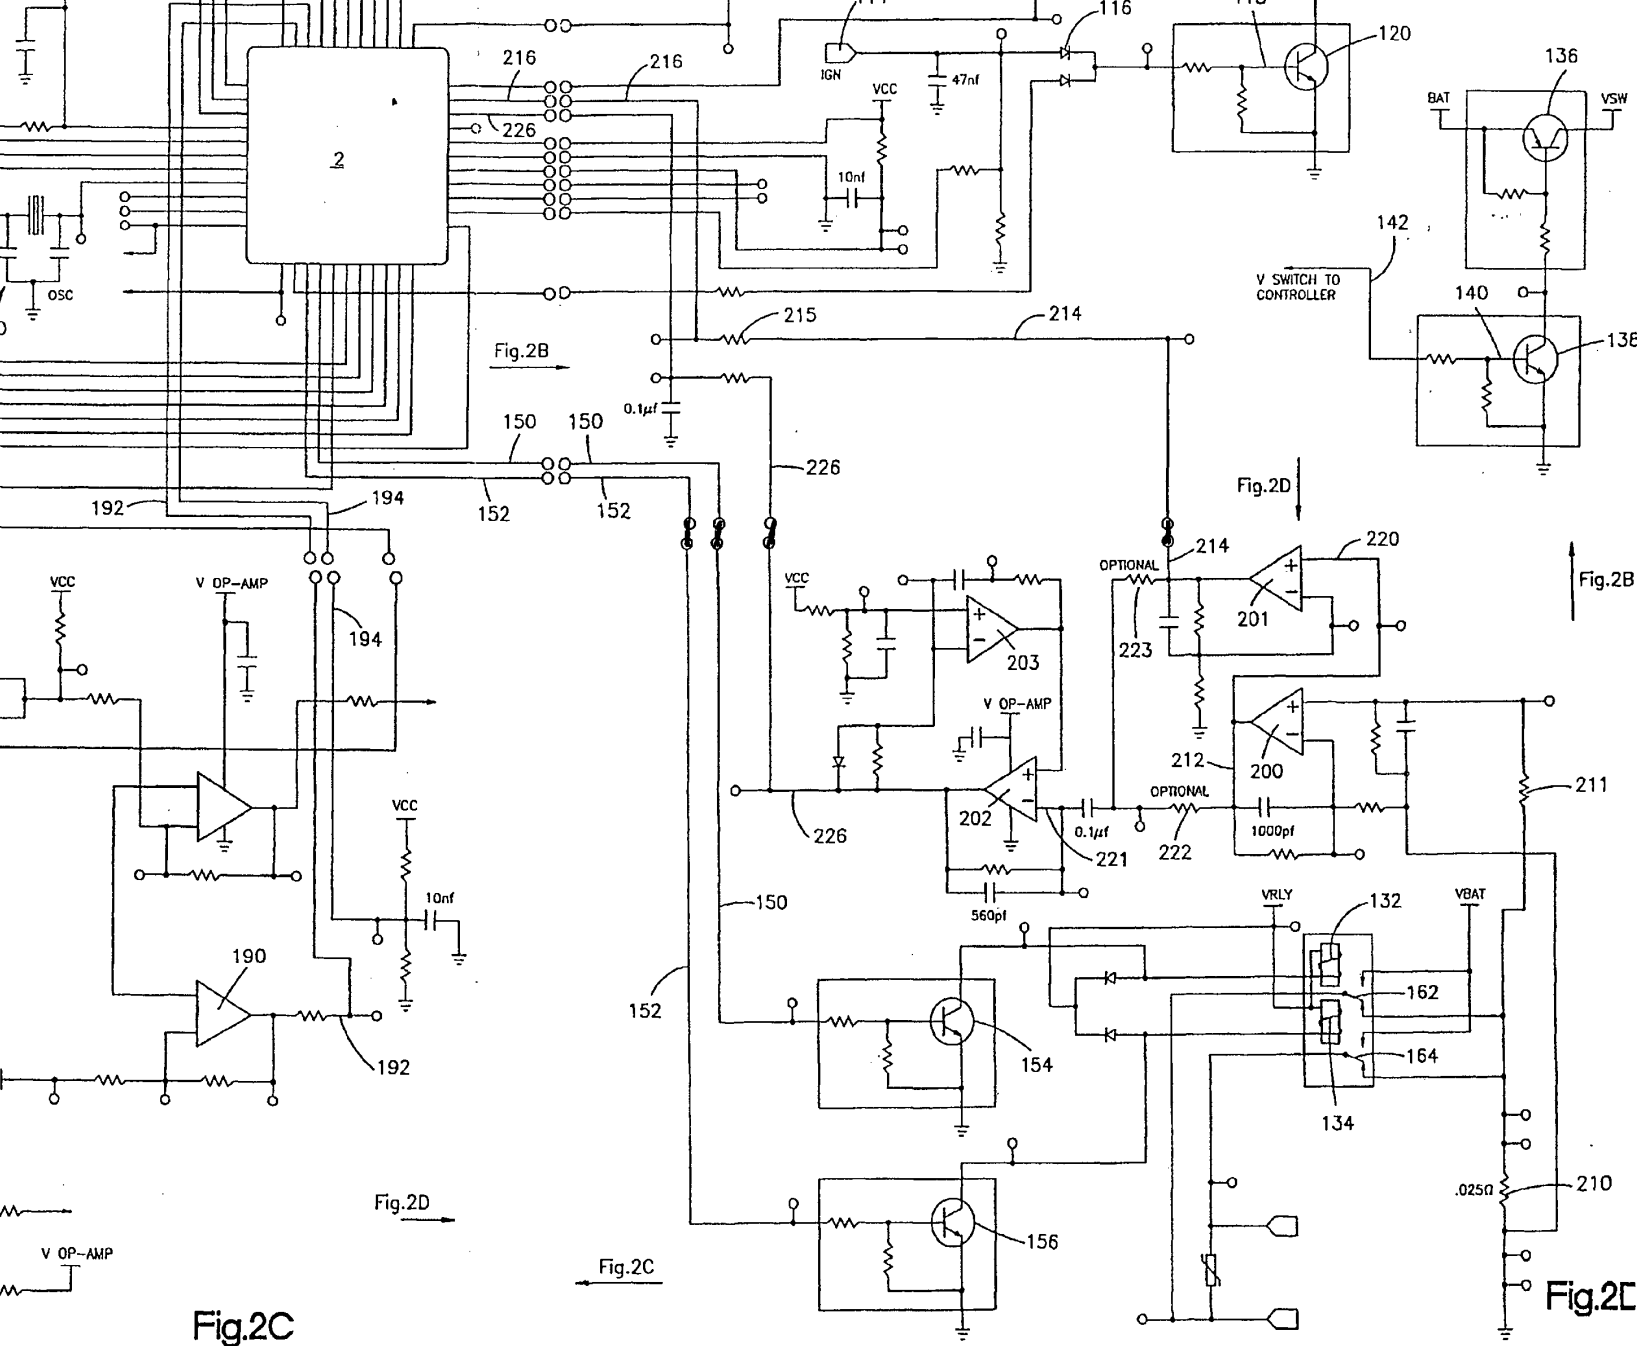 116
120
IGN
47nf
VCC
216
216
226
136
BAT
VSW
2
10nf
142
V SWITCH TO
CONTROLLER
OSC
140
138
215
214
Fig.2B
0.1µf
150
150
226
192
194
152
152
Fig.2D
214
220
OPTIONAL
201
Fig.2B
VCC
V OP-AMP
VCC
194
203
223
V OP-AMP
212
200
211
OPTIONAL
202
226
0.1µf
221
222
1000pf
VCC
10nf
560pf
150
VRLY
132
VBAT
190
152
162
154
164
192
134
.025Ω
210
Fig.2D
156
V OP-AMP
Fig.2C
Fig.2C